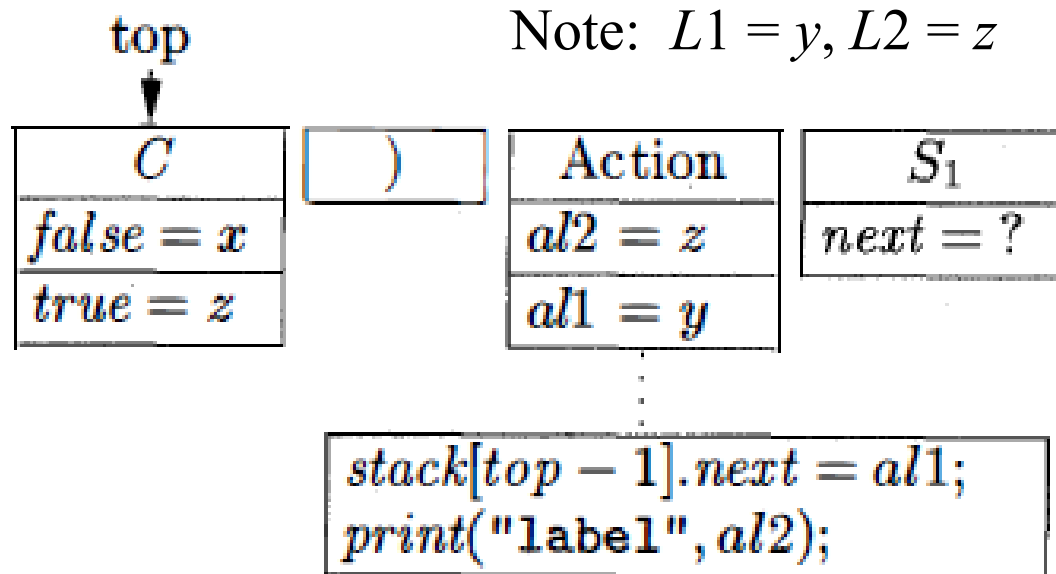 top
Note: L1 = y, L2 = z
C ) Action S₁
false = x al2 = z next = ?
true = z al1 = y
stack[top − 1].next = al1;
print("label", al2);